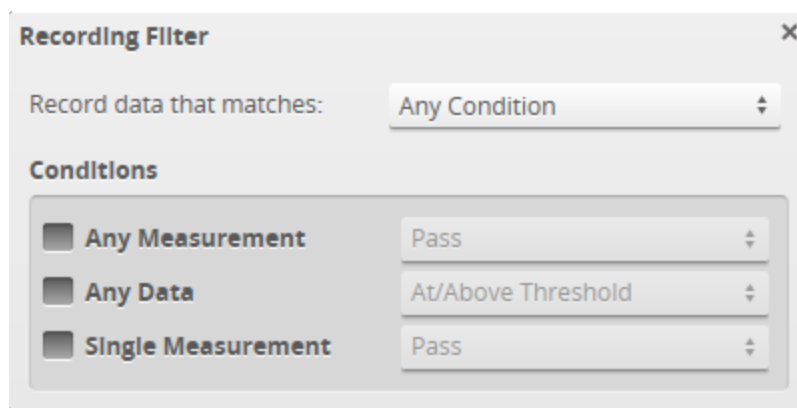 Recording Filter
Record data that matches: Any Condition
Conditions
Any Measurement Pass
Any Data At/Above Threshold
Single Measurement Pass